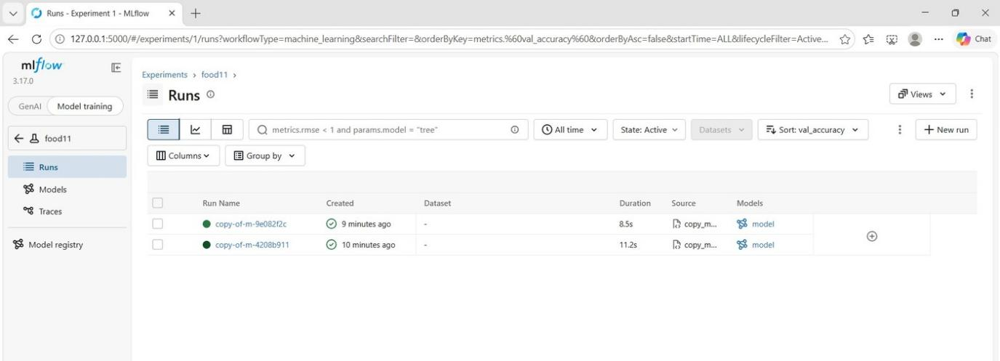 Runs - Experiment 1 - MLflow
127.0.0.1:5000/#/experiments/1/runs?workflowType=machine_learning&searchFilter=&orderByKey=metrics.%60val_accuracy%60&orderByAsc=false&startTime=ALL&lifecycleFilter=Active...
Chat
mlflow
3.17.0
GenAI Model training
food11
Runs
Models
Traces
Model registry
Experiments > food11 >
Runs
Views
metrics.rmse < 1 and params.model = "tree"
All time
State: Active
Datasets
Sort: val_accuracy
New run
Columns
Group by
Run Name Created Dataset Duration Source Models
copy-of-m-9e082f2c 9 minutes ago - 8.5s copy_m... model
copy-of-m-4208b911 10 minutes ago - 11.2s copy_m... model